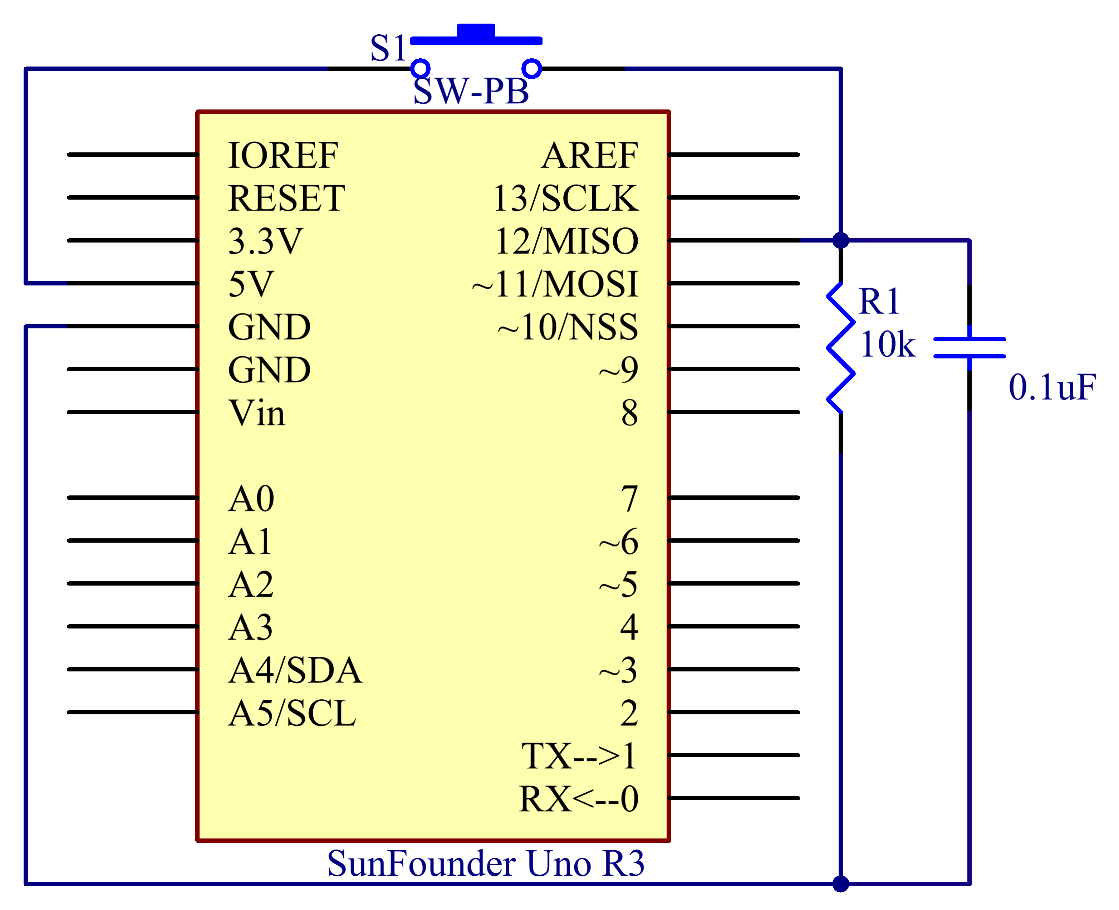 S1
SW-PB
IOREF
AREF
RESET
13/SCLK
3.3V
12/MISO
5V
~11/MOSI
GND
~10/NSS
R1
10k
0.1uF
GND
~9
Vin
8
A0
7
A1
~6
A2
~5
A3
4
A4/SDA
~3
A5/SCL
2
TX-->1
RX<--0
SunFounder Uno R3